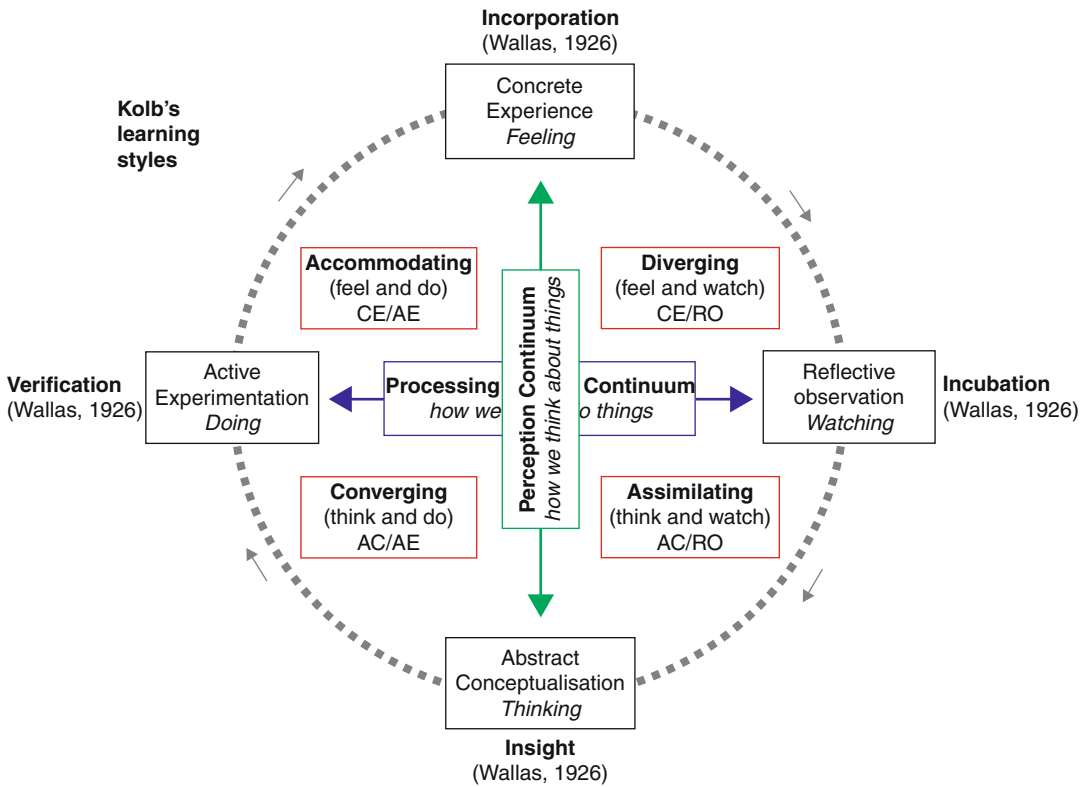 Incorporation
(Wallas, 1926)
Concrete
Experience
Feeling
Kolb's
learning
styles
Accommodating
(feel and do)
CE/AE
Diverging
(feel and watch)
CE/RO
Perception Continuum
how we think about things
Verification
(Wallas, 1926)
Active
Experimentation
Doing
Processing Continuum
how we o things
Reflective
observation
Watching
Incubation
(Wallas, 1926)
Converging
(think and do)
AC/AE
Assimilating
(think and watch)
AC/RO
Abstract
Conceptualisation
Thinking
Insight
(Wallas, 1926)